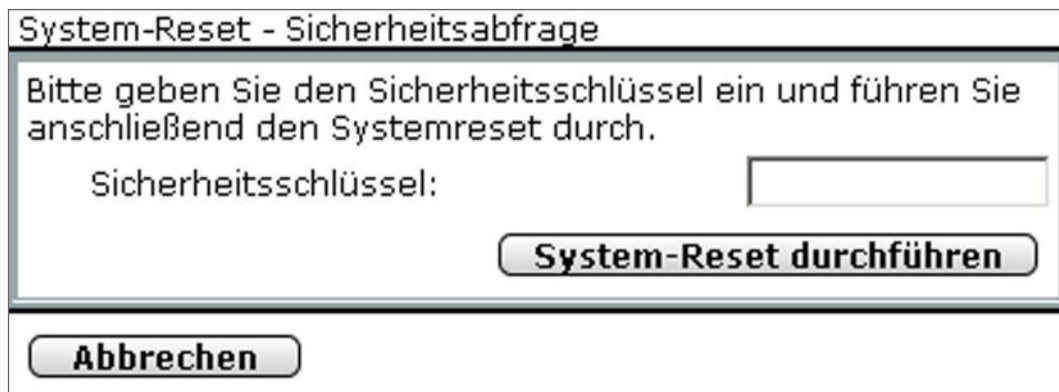 System-Reset - Sicherheitsabfrage
Bitte geben Sie den Sicherheitsschlüssel ein und führen Sie
anschließend den Systemreset durch.
Sicherheitsschlüssel:
System-Reset durchführen
Abbrechen